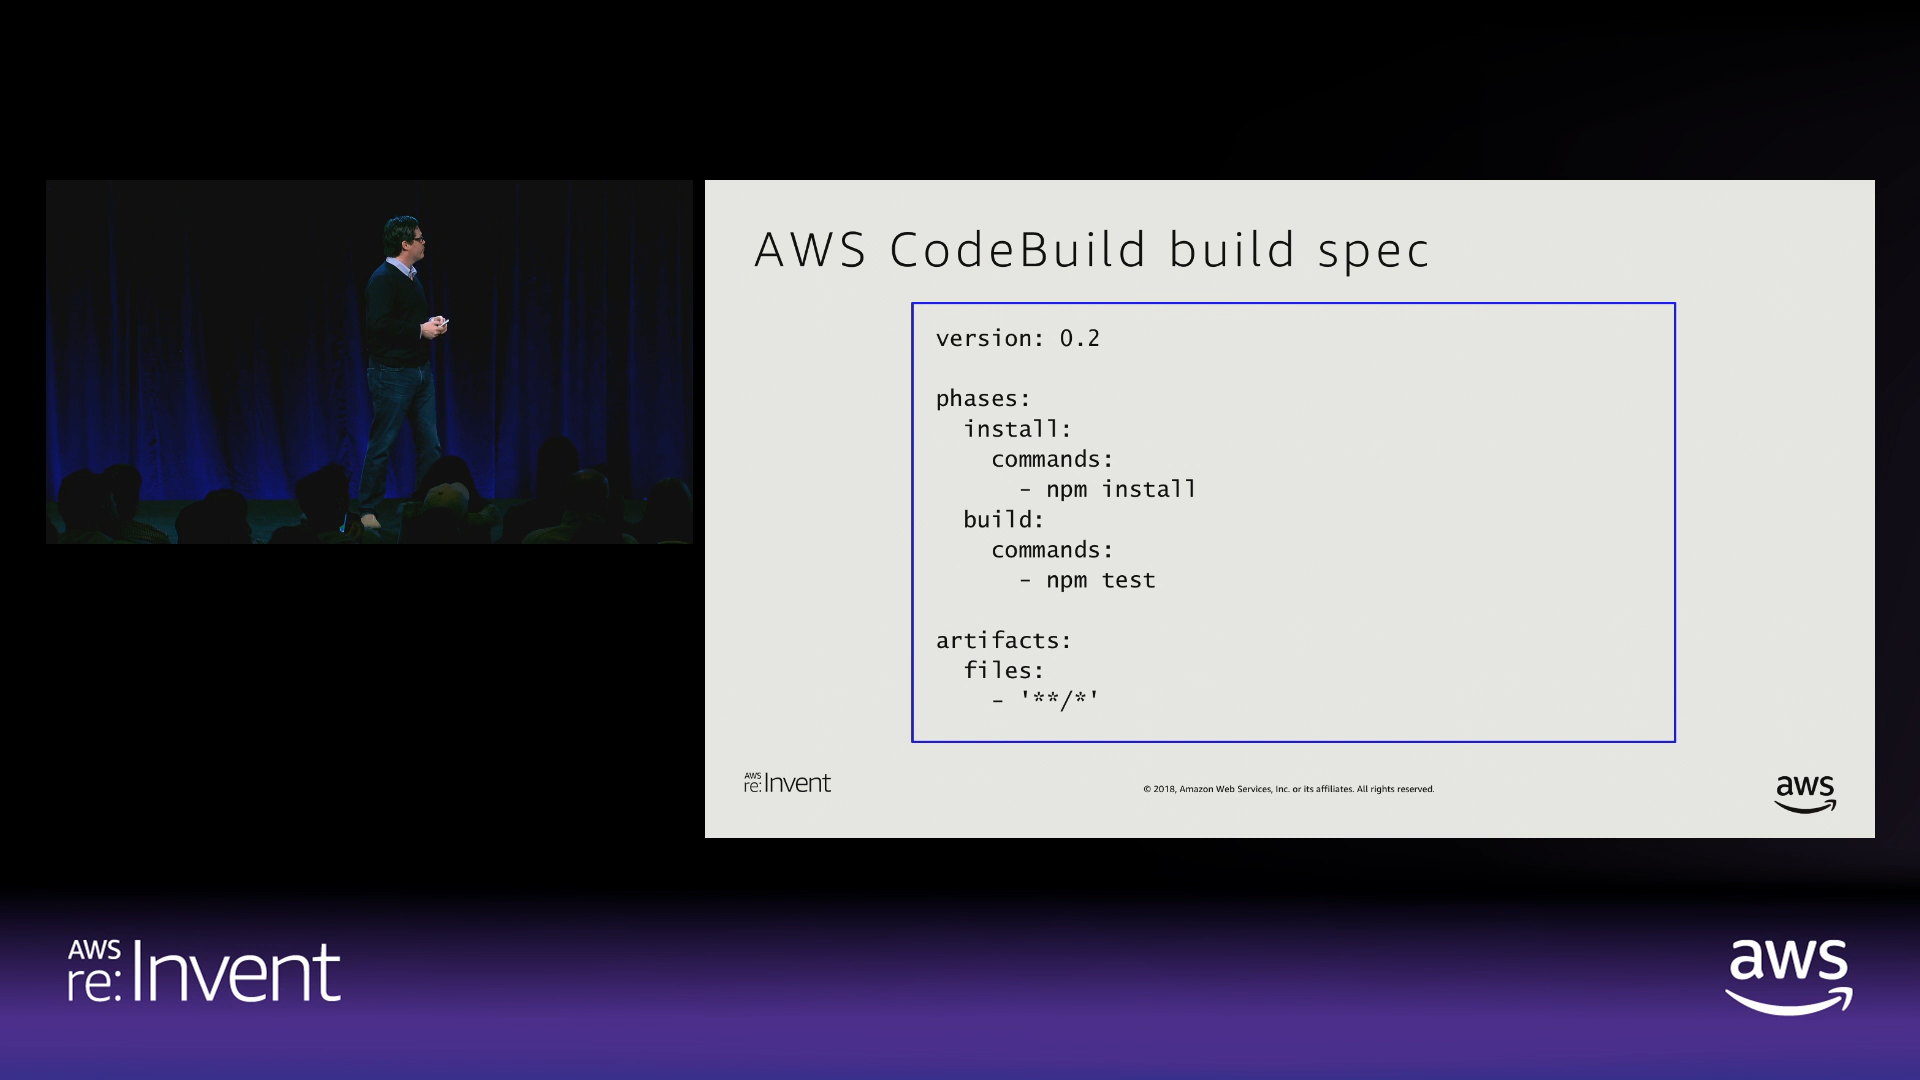 AWS CodeBuild build spec
version: 0.2
phases:
  install:
    commands:
      - npm install
  build:
    commands:
      - npm test
artifacts:
  files:
    - '**/*'
AWS
re:Invent
© 2018, Amazon Web Services, Inc. or its affiliates. All rights reserved.
aws
AWS
re:Invent
aws